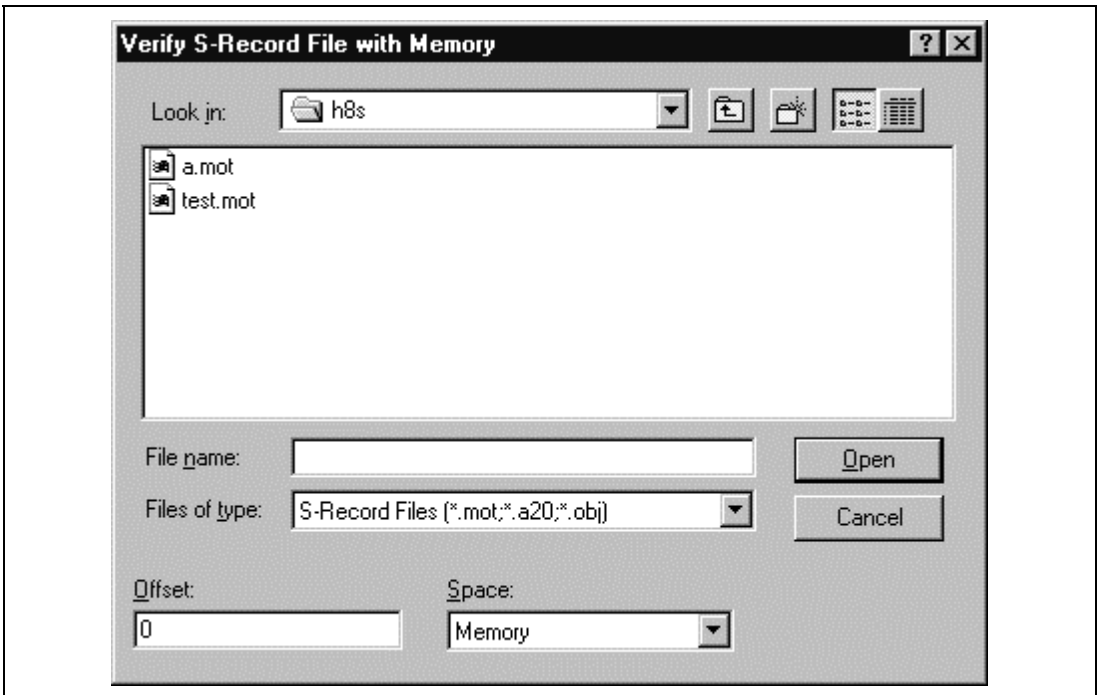 Verify S-Record File with Memory
Look in: h8s
a.mot
test.mot
File name:
Open
Files of type: S-Record Files (*.mot;*.a20;*.obj)
Cancel
Offset:
Space:
0
Memory